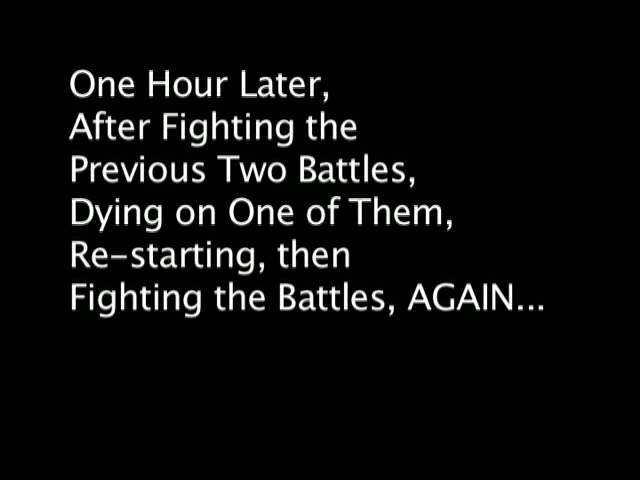 One Hour Later,
After Fighting the
Previous Two Battles,
Dying on One of Them,
Re-starting, then
Fighting the Battles, AGAIN...